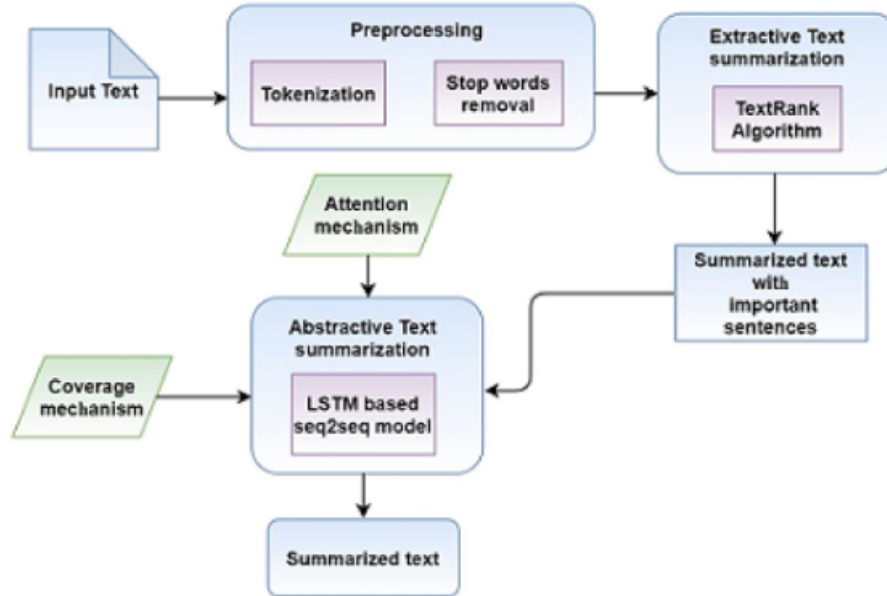 Input Text
Preprocessing
Tokenization
Stop words
removal
Extractive Text
summarization
TextRank
Algorithm
Attention
mechanism
Summarized text
with
important
sentences
Abstractive Text
summarization
LSTM based
seq2seq model
Coverage
mechanism
Summarized text